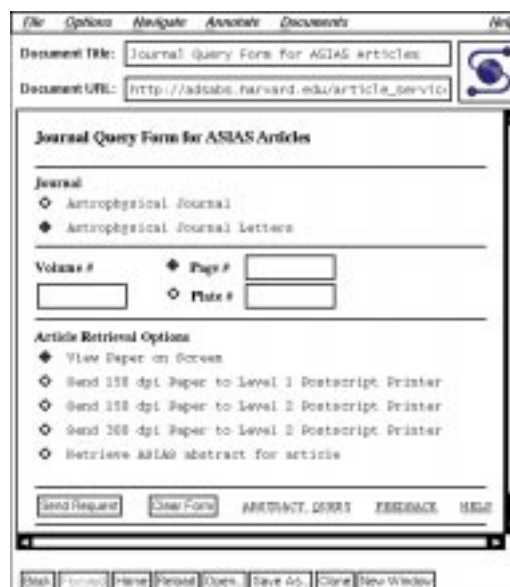 File Options Navigate Annotate Documents Help
Document Title: Journal Query Form for ASIAS Articles
Document URL: http://adsabs.harvard.edu/article_servic
Journal Query Form for ASIAS Articles
Journal
Astrophysical Journal
Astrophysical Journal Letters
Volume # Page #
Plate #
Article Retrieval Options
View Paper on Screen
Send 150 dpi Paper to Level 1 Postscript Printer
Send 150 dpi Paper to Level 2 Postscript Printer
Send 300 dpi Paper to Level 2 Postscript Printer
Retrieve ASIAS abstract for article
Send Request Clear Form ABSTRACT QUERY FEEDBACK HELP
Back Forward Home Reload Open... Save As... Clone New Window